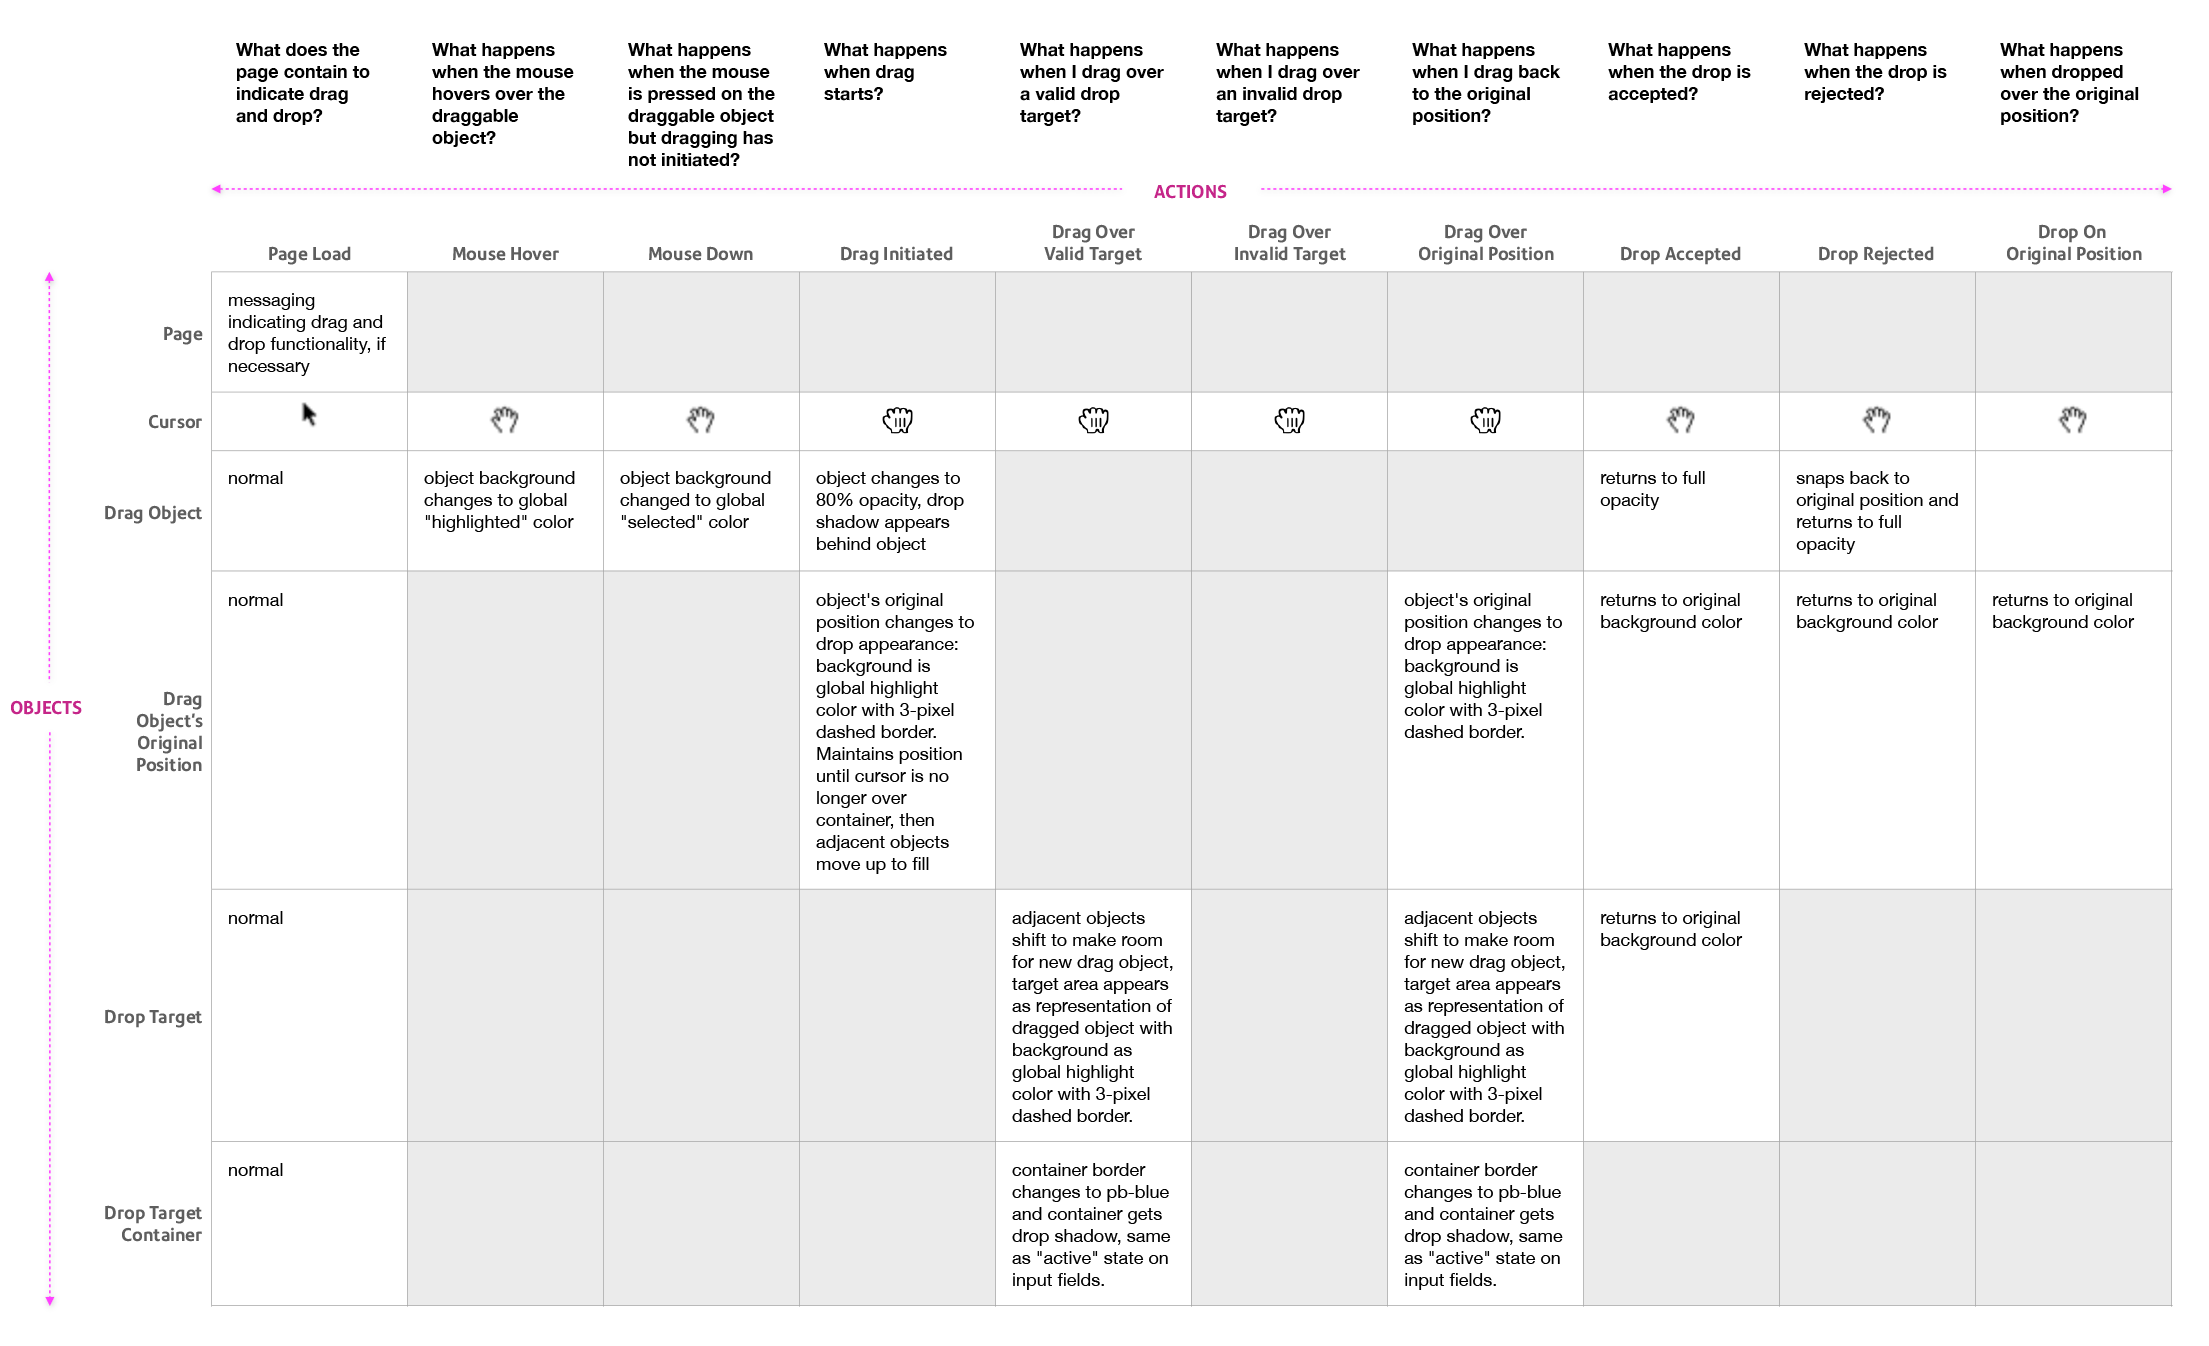 What does the
page contain to
indicate drag
and drop?
What happens
when the mouse
hovers over the
draggable
object?
What happens
when the mouse
is pressed on the
draggable object
but dragging has
not initiated?
What happens
when drag
starts?
What happens
when I drag over
a valid drop
target?
What happens
when I drag over
an invalid drop
target?
What happens
when I drag back
to the original
position?
What happens
when the drop is
accepted?
What happens
when the drop is
rejected?
What happens
when dropped
over the original
position?
ACTIONS
Page Load
Mouse Hover
Mouse Down
Drag Initiated
Drag Over
Valid Target
Drag Over
Invalid Target
Drag Over
Original Position
Drop Accepted
Drop Rejected
Drop On
Original Position
OBJECTS
Page
messaging
indicating drag and
drop functionality, if
necessary
Cursor
Drag Object
normal
object background
changes to global
"highlighted" color
object background
changed to global
"selected" color
object changes to
80% opacity, drop
shadow appears
behind object
returns to full
opacity
snaps back to
original position and
returns to full
opacity
Drag
Object's
Original
Position
normal
object's original
position changes to
drop appearance:
background is
global highlight
color with 3-pixel
dashed border.
Maintains position
until cursor is no
longer over
container, then
adjacent objects
move up to fill
object's original
position changes to
drop appearance:
background is
global highlight
color with 3-pixel
dashed border.
returns to original
background color
returns to original
background color
returns to original
background color
Drop Target
normal
adjacent objects
shift to make room
for new drag object,
target area appears
as representation of
dragged object with
background as
global highlight
color with 3-pixel
dashed border.
adjacent objects
shift to make room
for new drag object,
target area appears
as representation of
dragged object with
background as
global highlight
color with 3-pixel
dashed border.
returns to original
background color
Drop Target
Container
normal
container border
changes to pb-blue
and container gets
drop shadow, same
as "active" state on
input fields.
container border
changes to pb-blue
and container gets
drop shadow, same
as "active" state on
input fields.